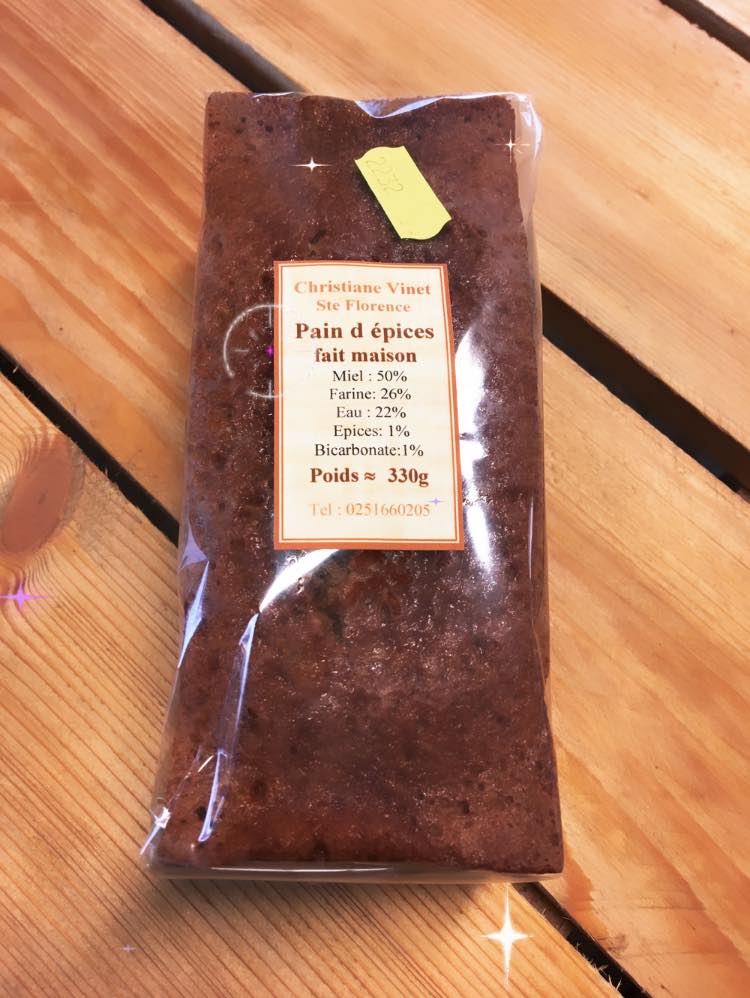 2232
Christiane Vinet
Ste Florence
Pain d épices
fait maison
Miel : 50%
Farine: 26%
Eau : 22%
Epices: 1%
Bicarbonate:1%
Poids ≈ 330g
Tel : 0251660205